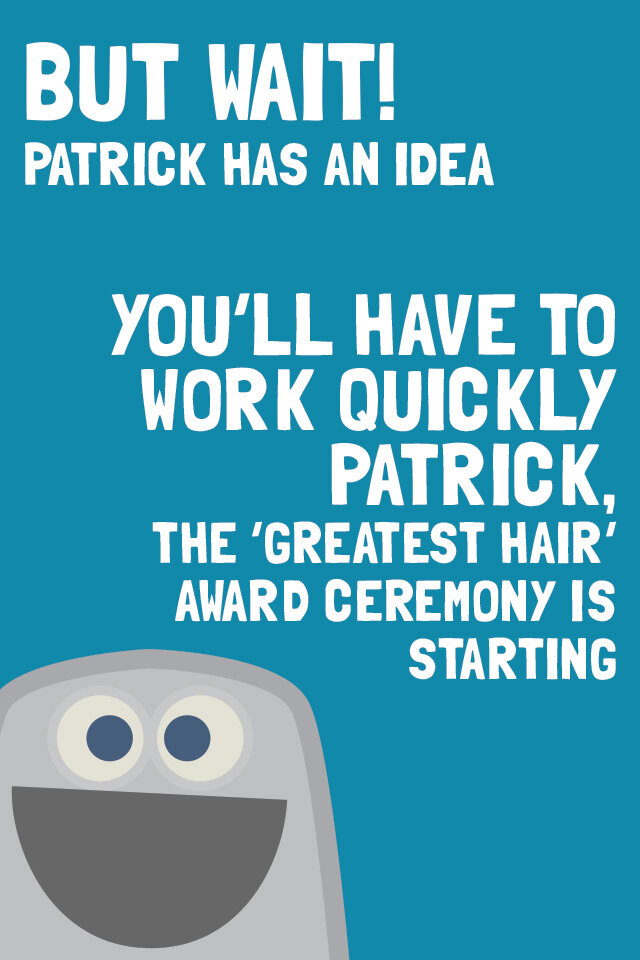 BUT WAIT!
PATRICK HAS AN IDEA
YOU'LL HAVE TO
WORK QUICKLY
PATRICK,
THE 'GREATEST HAIR'
AWARD CEREMONY IS
STARTING